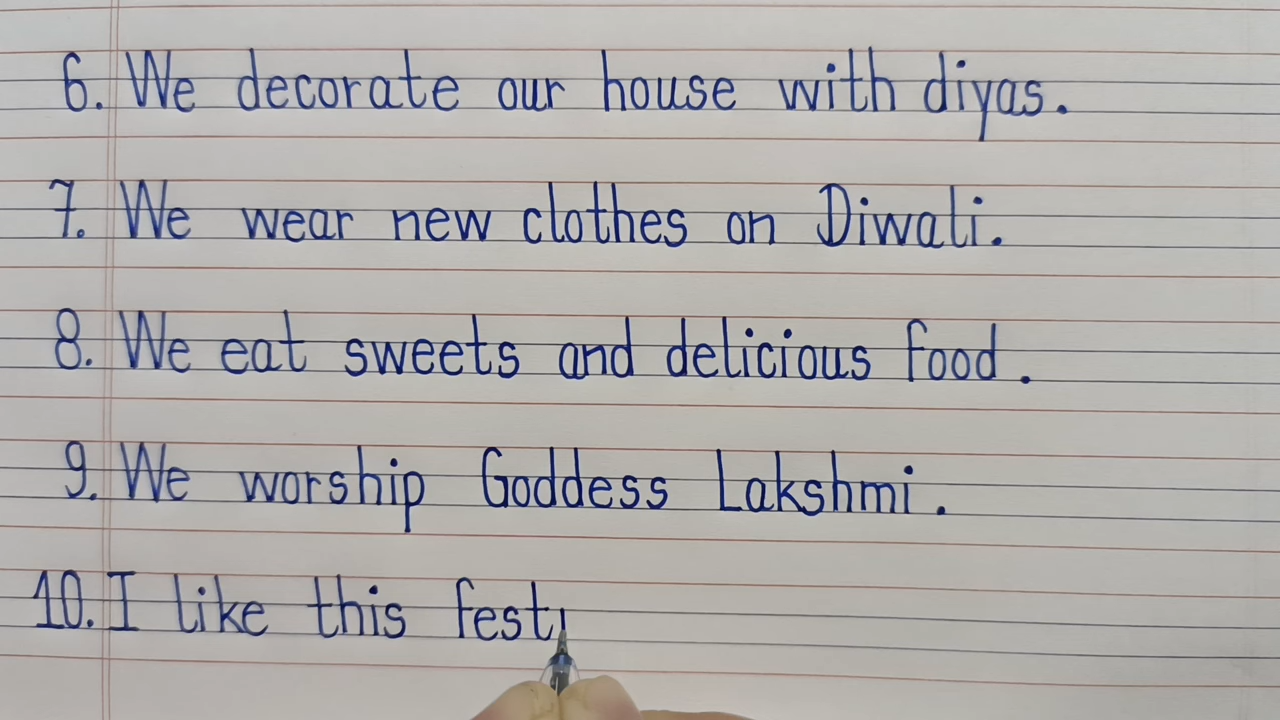 6. We decorate our house with diyas.
7. We wear new clothes on Diwali.
8. We eat sweets and delicious food.
9. We worship Goddess Lakshmi.
10. I like this festi